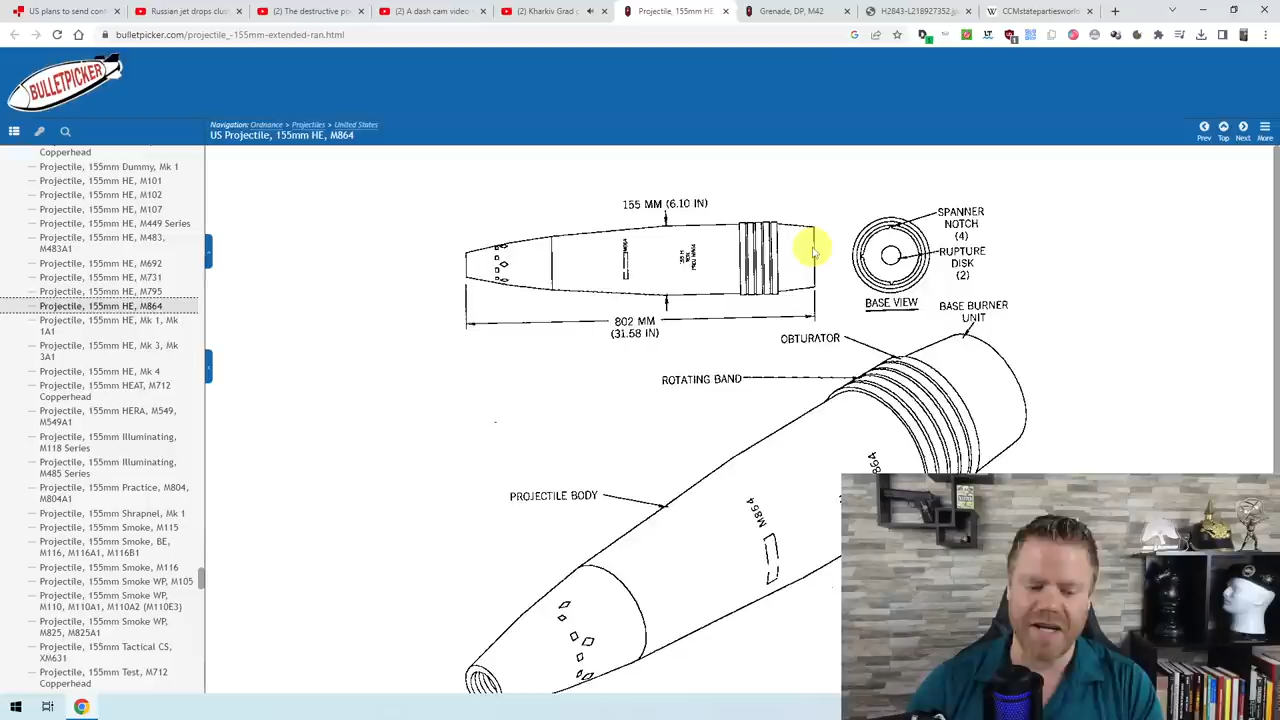 US plans to send cont
Russian jet drops clus
(2) The destructive po
(2) A dash cam video
(2) Kharkiv Grad c
Projectile, 155mm HE
Grenade, DP, M42
H2843-L218927352.jp
CCMstatepartiesworld
bulletpicker.com/projectile_-155mm-extended-ran.html
BULLETPICKER
Navigation: Ordnance > Projectiles > United States
US Projectile, 155mm HE, M864
Prev
Top
Next
More
Copperhead
Projectile, 155mm Dummy, Mk 1
Projectile, 155mm HE, M101
Projectile, 155mm HE, M102
Projectile, 155mm HE, M107
Projectile, 155mm HE, M449 Series
Projectile, 155mm HE, M483,
M483A1
Projectile, 155mm HE, M692
Projectile, 155mm HE, M731
Projectile, 155mm HE, M795
Projectile, 155mm HE, M864
Projectile, 155mm HE, Mk 1, Mk
1A1
Projectile, 155mm HE, Mk 3, Mk
3A1
Projectile, 155mm HE, Mk 4
Projectile, 155mm HEAT, M712
Copperhead
Projectile, 155mm HERA, M549,
M549A1
Projectile, 155mm Illuminating,
M118 Series
Projectile, 155mm Illuminating,
M485 Series
Projectile, 155mm Practice, M804,
M804A1
Projectile, 155mm Shrapnel, Mk 1
Projectile, 155mm Smoke, M115
Projectile, 155mm Smoke, BE,
M116, M116A1, M116B1
Projectile, 155mm Smoke, M116
Projectile, 155mm Smoke WP, M105
Projectile, 155mm Smoke WP,
M110, M110A1, M110A2 (M110E3)
Projectile, 155mm Smoke WP,
M825, M825A1
Projectile, 155mm Tactical CS,
XM631
Projectile, 155mm Test, M712
Copperhead
155 MM (6.10 IN)
802 MM
(31.58 IN)
SPANNER
NOTCH
(4)
RUPTURE
DISK
(2)
BASE VIEW
BASE BURNER
UNIT
OBTURATOR
ROTATING BAND
PROJECTILE BODY
M864
M864